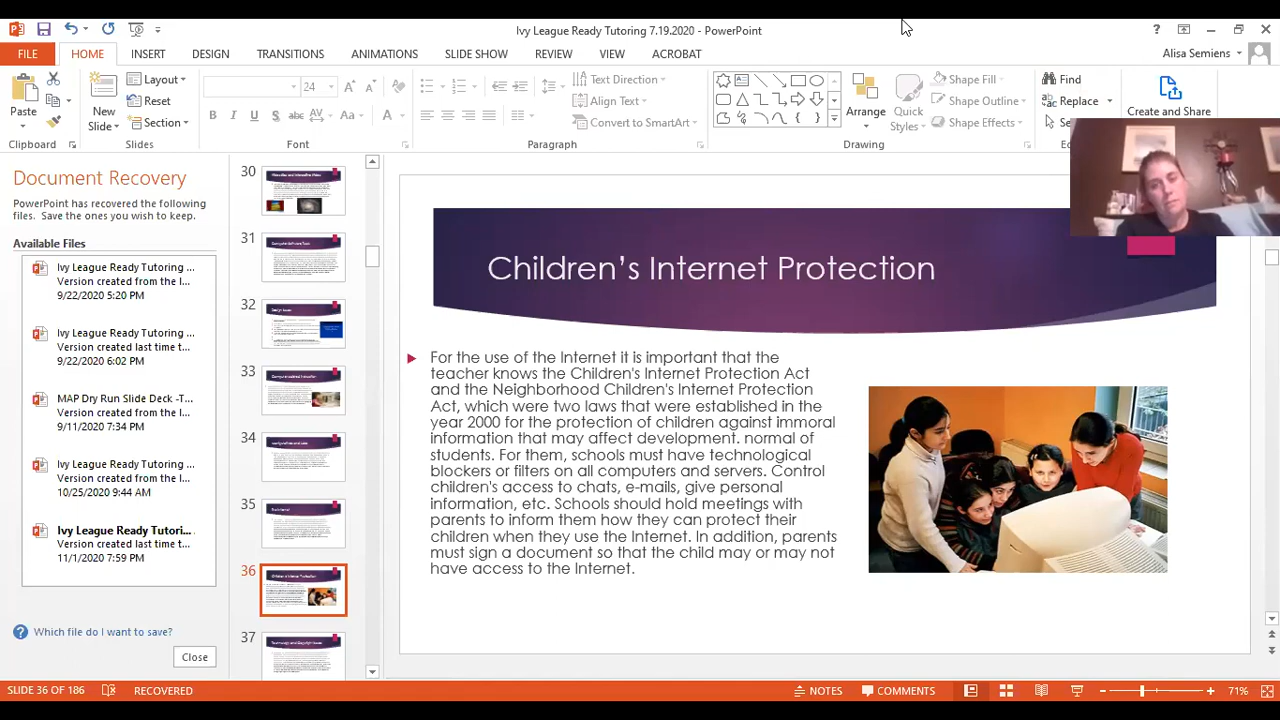 Ivy League Ready Tutoring 7.19.2020 - PowerPoint
FILE HOME INSERT DESIGN TRANSITIONS ANIMATIONS SLIDE SHOW REVIEW VIEW ACROBAT
Alisa Semiens
Paste
New
Slide
Layout
Reset
Section
24
Text Direction
Align Text
Convert to SmartArt
Arrange
Quick
Styles
Shape Fill
Shape Outline
Shape Effects
Find
Replace
Create and Share
Clipboard Slides Font Paragraph Drawing
Document Recovery
PowerPoint has recovered the following
files. Save the ones you wish to keep.
Available Files
Ivy League Ready Tutoring ...
Version created from the l...
9/22/2020 5:20 PM
Ivy League Ready Tutoring ...
Version created last time t...
9/22/2020 6:02 PM
MAP Dry Run Slide Deck -T...
Version created from the l...
9/11/2020 7:34 PM
Ivy League Ready Tutoring ...
Version created from the l...
10/25/2020 9:44 AM
Ivy League Ready Tutori...
Version created last time t...
11/1/2020 7:59 PM
Which file do I want to save?
Close
30
31
32
33
34
35
36
37
Children's Internet Protection
For the use of the Internet it is important that the
teacher knows the Children's Internet Protection Act
and the Neighborhood Children's Internet Protection
Act, which were two laws that were established in the
year 2000 for the protection of children against immoral
information that may affect development normal of
students. For them, schools must have technological
blockers or filters on all computers and servers. Control
children's access to chats, e-mails, give personal
information, etc. Schools should hold meetings with
parents to inform them how they can protect their
children when they use the Internet. In addition, parents
must sign a document so that the child may or may not
have access to the Internet.
SLIDE 36 OF 186 RECOVERED NOTES COMMENTS 71%